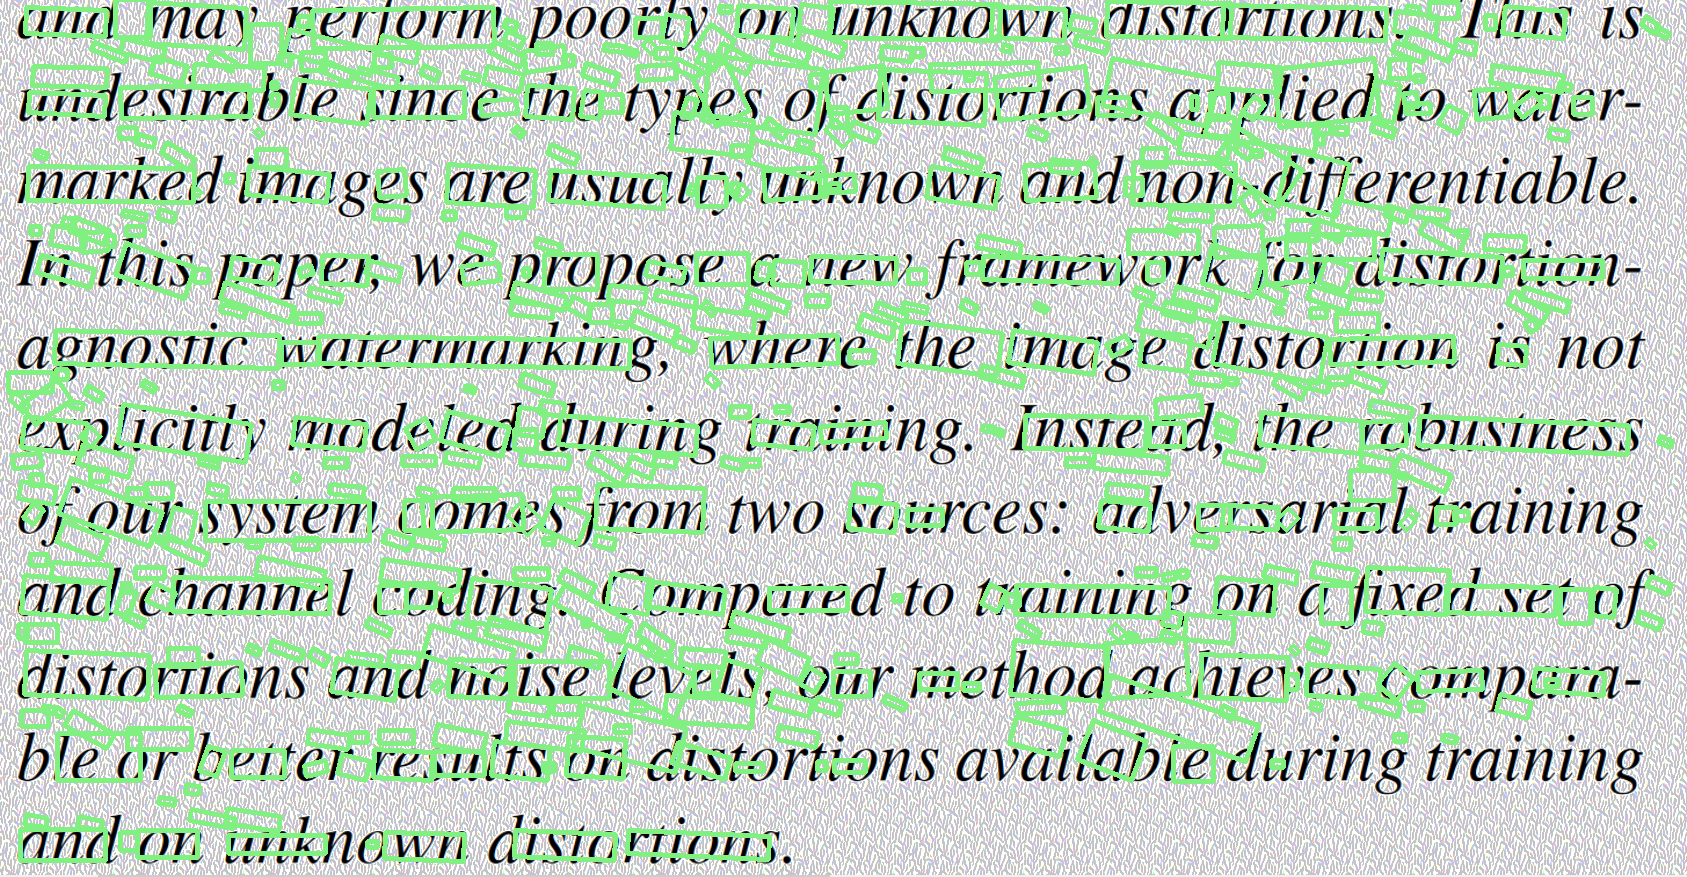 and may perform poorly on unknown distortions. This is
undesirable since the types of distortions applied to water-
marked images are usually unknown and non-differentiable.
In this paper, we propose a new framework for distortion-
agnostic watermarking, where the image distortion is not
explicitly modeled during training. Instead, the robustness
of our system comes from two sources: adversarial training
and channel coding. Compared to training on a fixed set of
distortions and noise levels, our method achieves compara-
ble or better results on distortions available during training
and on unknown distortions.